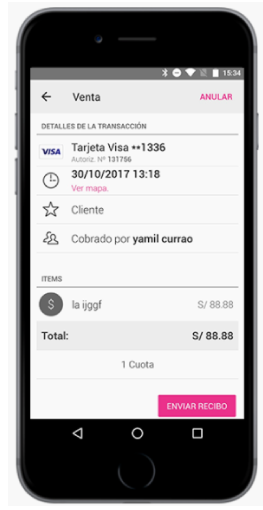 15:34
Venta
ANULAR
DETALLES DE LA TRANSACCIÓN
VISA
Tarjeta Visa **1336
Autoriz. Nº 131756
30/10/2017 13:18
Ver mapa.
Cliente
Cobrado por yamil currao
ITEMS
$ la ijggf S/ 88.88
Total: S/ 88.88
1 Cuota
ENVIAR RECIBO